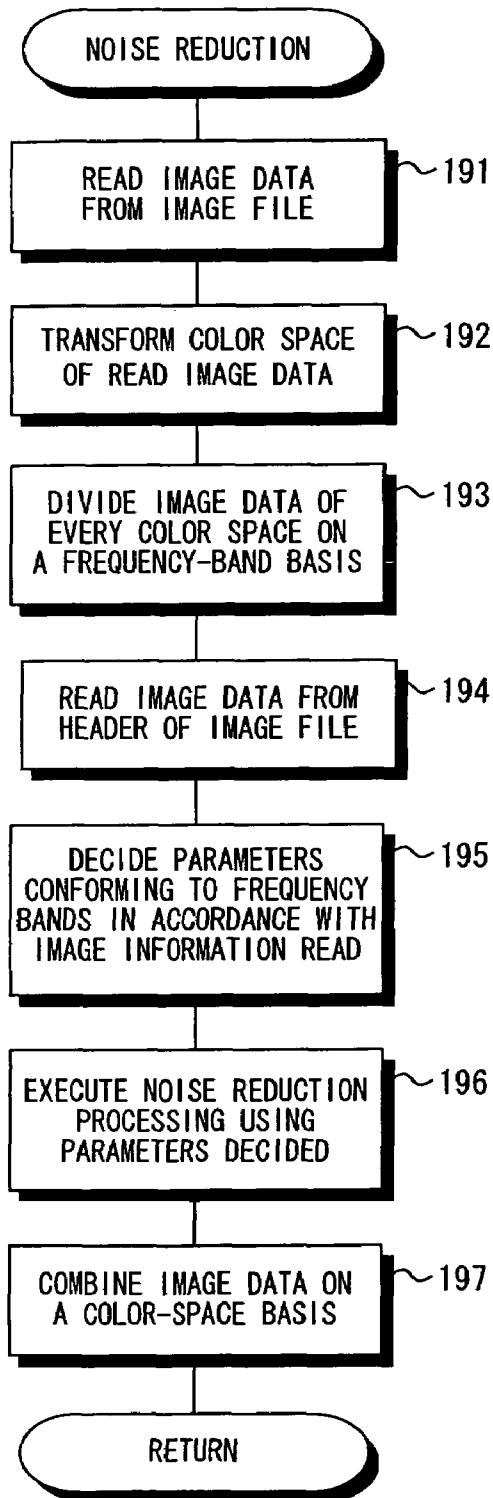 NOISE REDUCTION
READ IMAGE DATA
FROM IMAGE FILE
191
TRANSFORM COLOR SPACE
OF READ IMAGE DATA
192
DIVIDE IMAGE DATA OF
EVERY COLOR SPACE ON
A FREQUENCY-BAND BASIS
193
READ IMAGE DATA FROM
HEADER OF IMAGE FILE
194
DECIDE PARAMETERS
CONFORMING TO FREQUENCY
BANDS IN ACCORDANCE WITH
IMAGE INFORMATION READ
195
EXECUTE NOISE REDUCTION
PROCESSING USING
PARAMETERS DECIDED
196
COMBINE IMAGE DATA ON
A COLOR-SPACE BASIS
197
RETURN